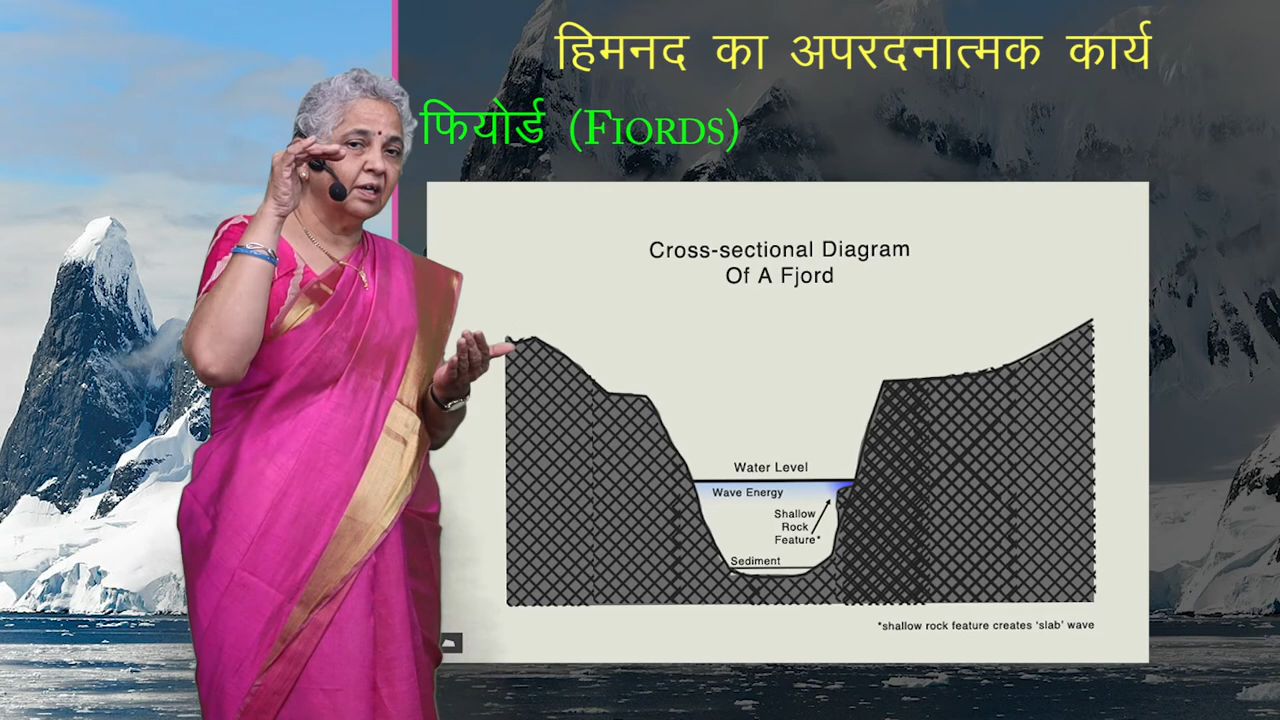 हिमनद का अपरदनात्मक कार्य
फियोर्ड (FIORDS)
Cross-sectional Diagram
Of A Fjord
Water Level
Wave Energy
Shallow
Rock
Feature*
Sediment
*shallow rock feature creates 'slab' wave